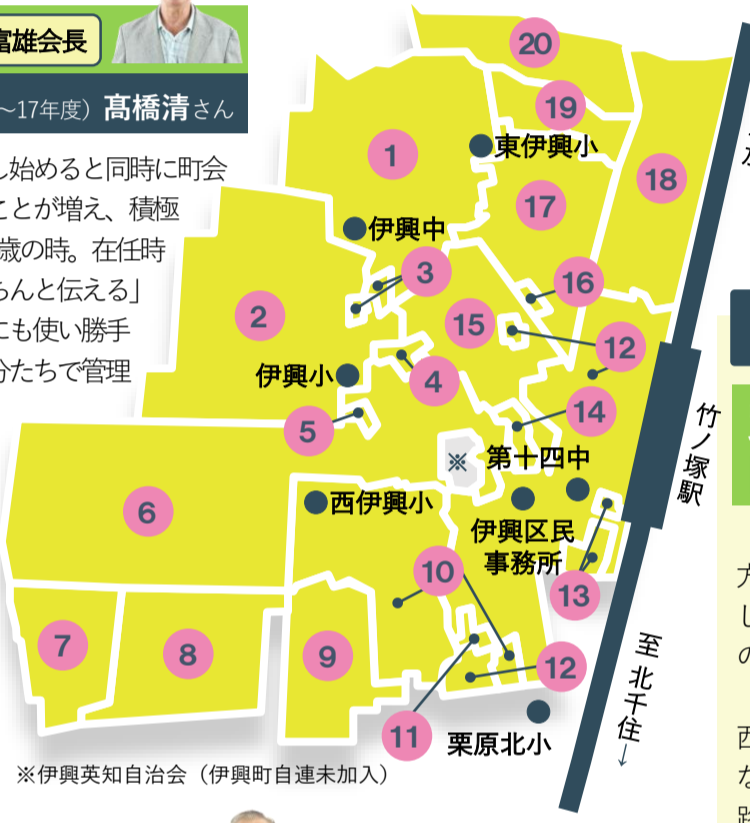 富雄会長
～17年度）髙橋清さん
し始めると同時に町会
ことが増え、積極
歳の時。在任時
ちんと伝える」
にも使い勝手
分たちで管理
20
19
1
東伊興小
18
17
伊興中
3
16
2
15
12
伊興小
4
14
5
竹ノ塚駅
※
第十四中
6
西伊興小
伊興区民
事務所
10
13
7
8
9
12
至 北千住→
11
栗原北小
※伊興英知自治会（伊興町自連未加入）
の
西
な